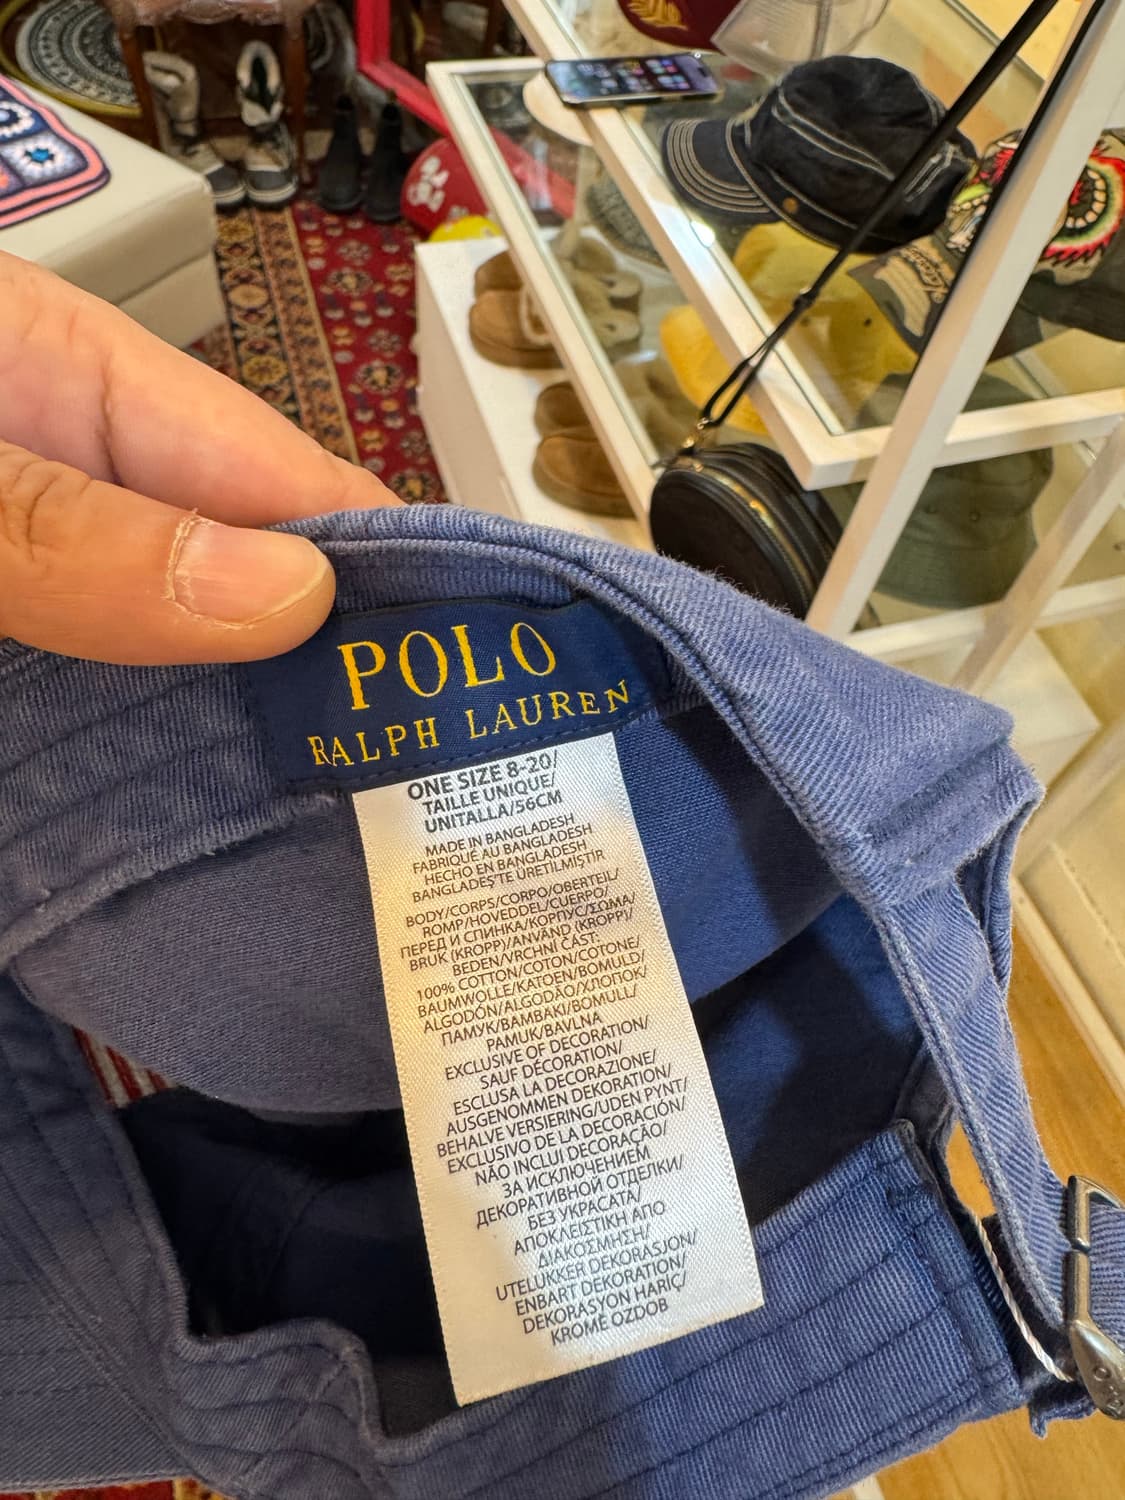 POLO
RALPH LAUREN
ONE SIZE 8-20/
TAILLE UNIQUE/
UNITALLA/56CM
MADE IN BANGLADESH
FABRIQUÉ AU BANGLADESH
HECHO EN BANGLADESH
BANGLADEŞ'TE ÜRETİLMİŞTİR
BODY/CORPS/CORPO/OBERTEIL/
ROMP/HOVEDDEL/CUERPO/
ПЕРЕД И СПИНКА/КОРПУС/ΣΩΜΑ/
BRUK (KROPP)/ANVÄND (KROPP)/
BEDEN/VRCHNÍ ČÁST:
100% COTTON/COTON/COTONE/
BAUMWOLLE/KATOEN/BOMULD/
ALGODÓN/ALGODÃO/ХЛОПОК/
ПАМУК/ΒΑΜΒΑΚΙ/BOMULL/
PAMUK/BAVLNA
EXCLUSIVE OF DECORATION/
SAUF DÉCORATION/
ESCLUSA LA DECORAZIONE/
AUSGENOMMEN DEKORATION/
BEHALVE VERSIERING/UDEN PYNT/
EXCLUSIVO DE LA DECORACIÓN/
NÃO INCLUI DECORAÇÃO/
ЗА ИСКЛЮЧЕНИЕМ
ДЕКОРАТИВНОЙ ОТДЕЛКИ/
БЕЗ УКРАСАТА/
ΑΠΟΚΛΕΙΣΤΙΚΗ ΑΠΟ
ΔΙΑΚΟΣΜΗΣΗ/
UTELUKKER DEKORASJON/
ENBART DEKORATION/
DEKORASYON HARİÇ/
KROMĚ OZDOB